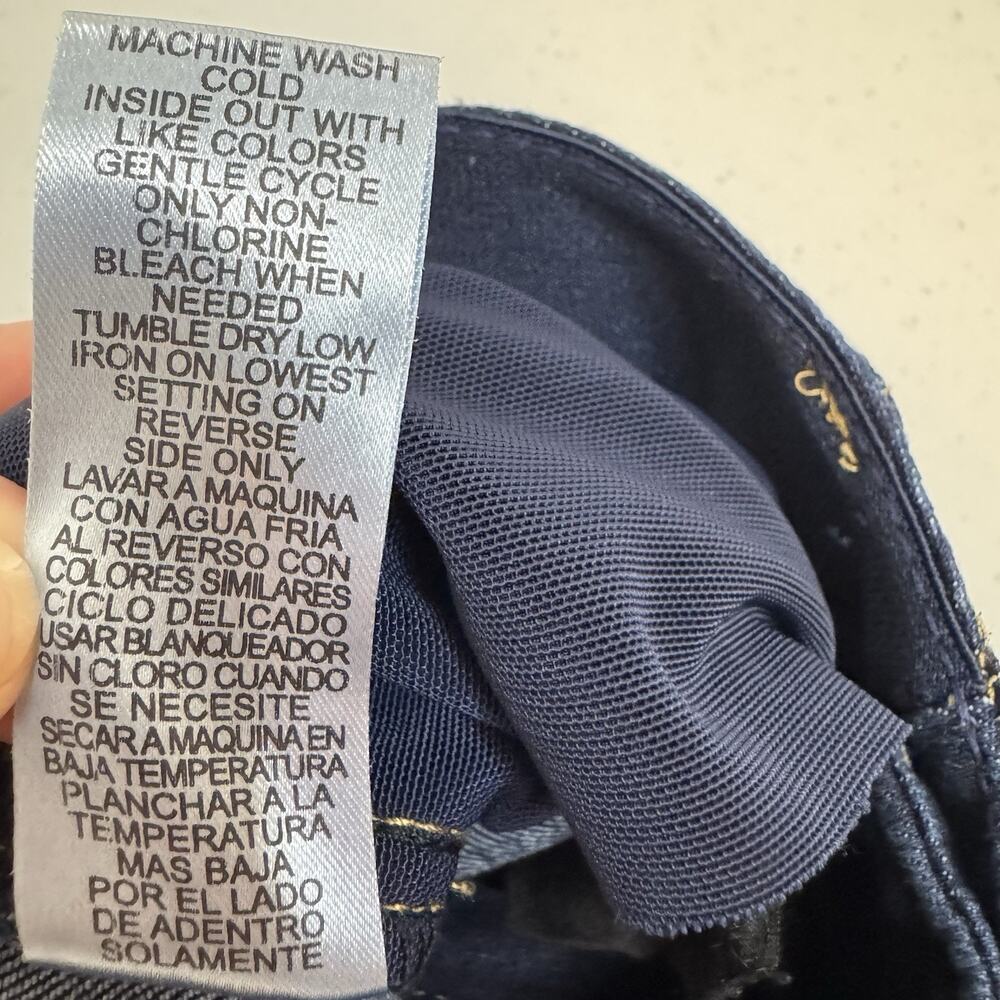 MACHINE WASH
COLD
INSIDE OUT WITH
LIKE COLORS
GENTLE CYCLE
ONLY NON-
CHLORINE
BLEACH WHEN
NEEDED
TUMBLE DRY LOW
IRON ON LOWEST
SETTING ON
REVERSE
SIDE ONLY
LAVAR A MAQUINA
CON AGUA FRIA
AL REVERSO CON
COLORES SIMILARES
CICLO DELICADO
USAR BLANQUEADOR
SIN CLORO CUANDO
SE NECESITE
SECAR A MAQUINA EN
BAJA TEMPERATURA
PLANCHAR A LA
TEMPERATURA
MAS BAJA
POR EL LADO
DE ADENTRO
SOLAMENTE